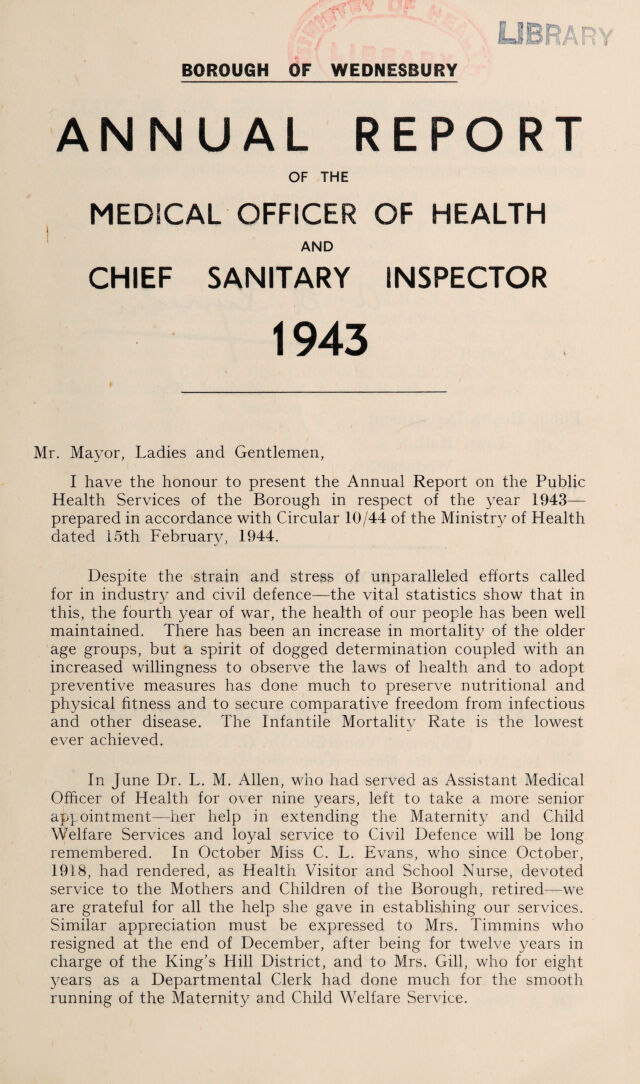 MINISTRY OF HEALTH
LIBRARY
LIBRARY
BOROUGH OF WEDNESBURY
ANNUAL REPORT
OF THE
MEDICAL OFFICER OF HEALTH
AND
CHIEF SANITARY INSPECTOR
1943
Mr. Mayor, Ladies and Gentlemen,
I have the honour to present the Annual Report on the Public
Health Services of the Borough in respect of the year 1943—
prepared in accordance with Circular 10/44 of the Ministry of Health
dated 15th February, 1944.
Despite the strain and stress of unparalleled efforts called
for in industry and civil defence—the vital statistics show that in
this, the fourth year of war, the health of our people has been well
maintained. There has been an increase in mortality of the older
age groups, but a spirit of dogged determination coupled with an
increased willingness to observe the laws of health and to adopt
preventive measures has done much to preserve nutritional and
physical fitness and to secure comparative freedom from infectious
and other disease. The Infantile Mortality Rate is the lowest
ever achieved.
In June Dr. L. M. Allen, who had served as Assistant Medical
Officer of Health for over nine years, left to take a more senior
appointment—her help in extending the Maternity and Child
Welfare Services and loyal service to Civil Defence will be long
remembered. In October Miss C. L. Evans, who since October,
1918, had rendered, as Health Visitor and School Nurse, devoted
service to the Mothers and Children of the Borough, retired—we
are grateful for all the help she gave in establishing our services.
Similar appreciation must be expressed to Mrs. Timmins who
resigned at the end of December, after being for twelve years in
charge of the King's Hill District, and to Mrs. Gill, who for eight
years as a Departmental Clerk had done much for the smooth
running of the Maternity and Child Welfare Service.